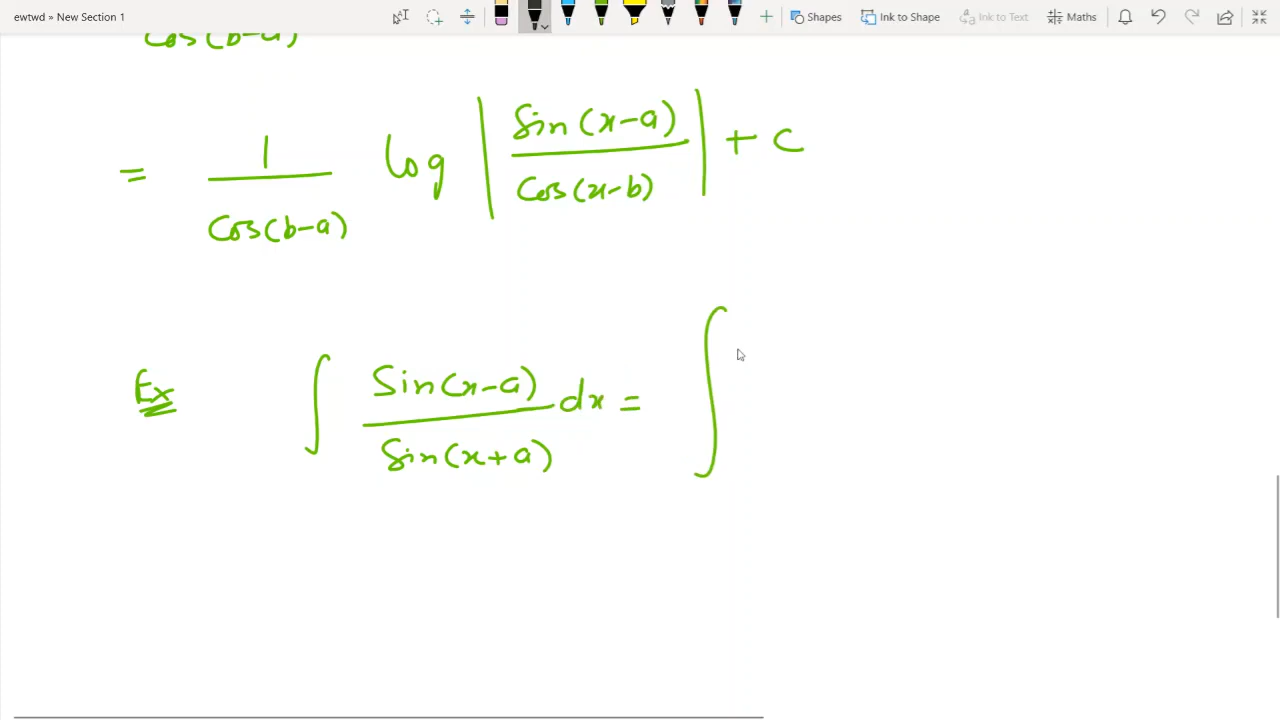 ewtwd » New Section 1
Shapes
Ink to Shape
Ink to Text
Maths
Cos(b-a)
= 1/Cos(b-a) log |Sin(x-a)/Cos(x-b)| + c
Ex ∫ Sin(x-a)/Sin(x+a) dx = ∫